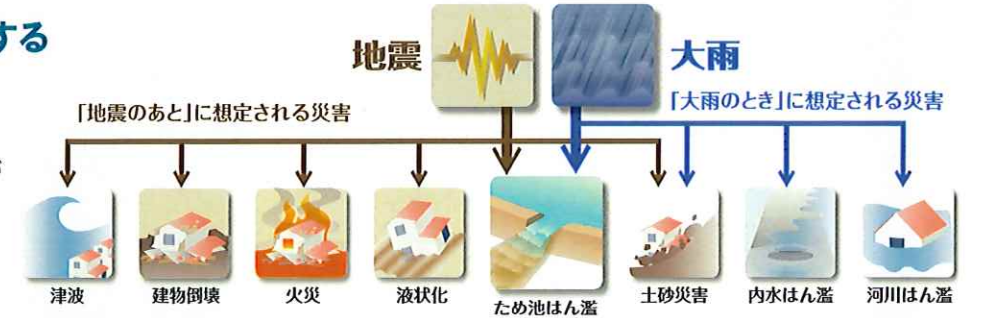 する
地震
大雨
「地震のあと」に想定される災害
「大雨のとき」に想定される災害
津波
建物倒壊
火災
液状化
ため池はん濫
土砂災害
内水はん濫
河川はん濫